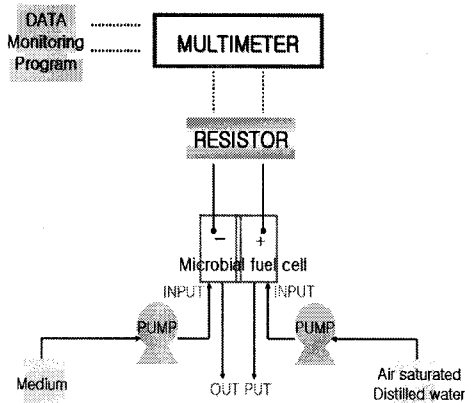 DATA
Monitoring
Program
MULTIMETER
RESISTOR
− +
Microbial fuel cell
INPUT INPUT
PUMP PUMP
Medium
OUT PUT
Air saturated
Distilled water